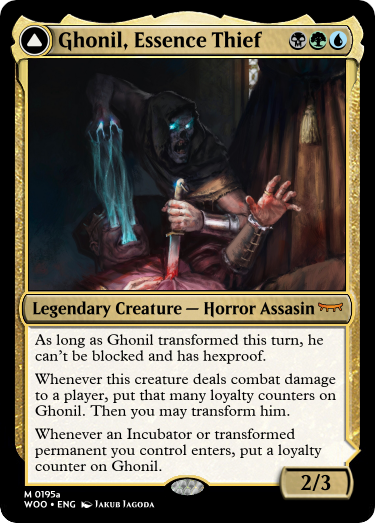 Ghonil, Essence Thief
Legendary Creature — Horror Assasin
As long as Ghonil transformed this turn, he
can't be blocked and has hexproof.
Whenever this creature deals combat damage
to a player, put that many loyalty counters on
Ghonil. Then you may transform him.
Whenever an Incubator or transformed
permanent you control enters, put a loyalty
counter on Ghonil.
2/3
M 0195a
WOO • ENG Jakub Jagoda